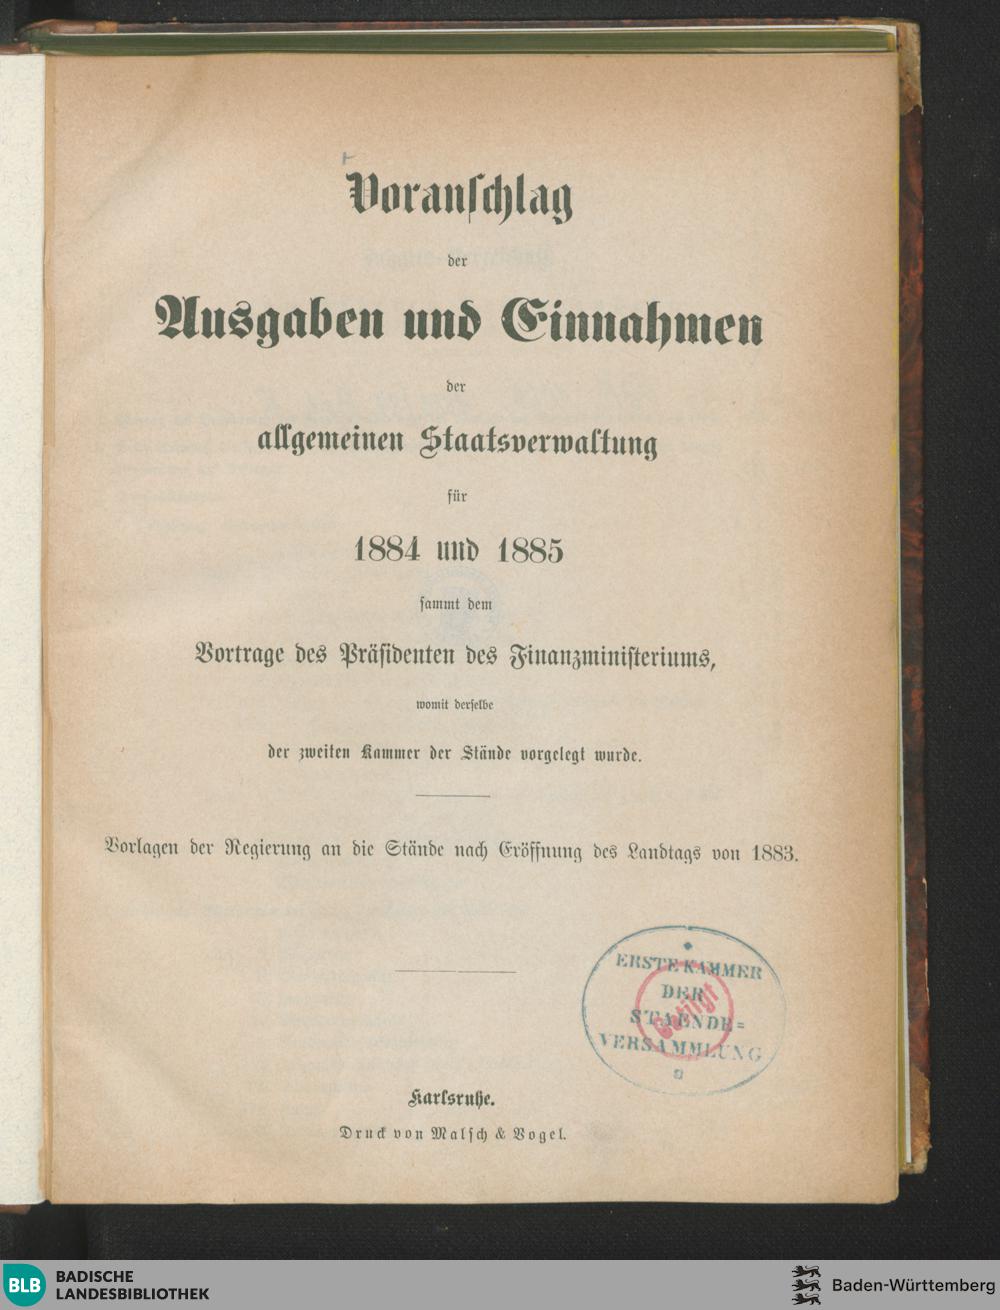 Voranschlag
der
Ausgaben und Einnahmen
der
allgemeinen Staatsverwaltung
für
1884 und 1885
sammt dem
Vortrage des Präsidenten des Finanzministeriums,
womit derselbe
der zweiten Kammer der Stände vorgelegt wurde.
Vorlagen der Regierung an die Stände nach Eröffnung des Landtags von 1883.
ERSTE KAMMER
DER
STAENDE=
VERSAMMLUNG
Getilgt
Karlsruhe.
Druck von Malsch & Vogel.
BLB BADISCHE
LANDESBIBLIOTHEK
Baden-Württemberg